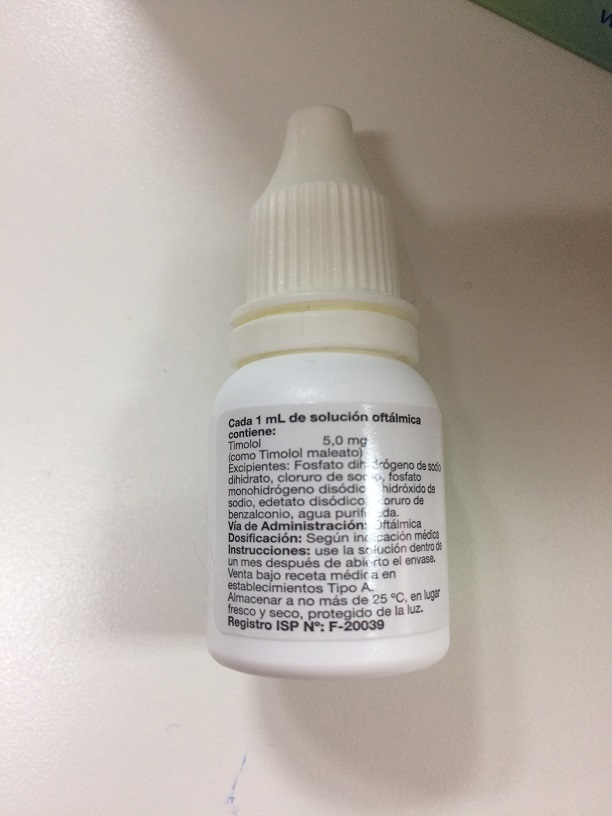 Cada 1 mL de solución oftálmica
contiene:
Timolol 5,0 mg
(como Timolol maleato)
Excipientes: Fosfato dihidrógeno de sodio
dihidrato, cloruro de sodio, fosfato
monohidrógeno disódico, hidróxido de
sodio, edetato disódico, cloruro de
benzalconio, agua purificada.
Vía de Administración: Oftálmica
Dosificación: Según indicación médica
Instrucciones: use la solución dentro de
un mes después de abierto el envase.
Venta bajo receta médica en
establecimientos Tipo A.
Almacenar a no más de 25 ºC, en lugar
fresco y seco, protegido de la luz.
Registro ISP Nº: F-20039